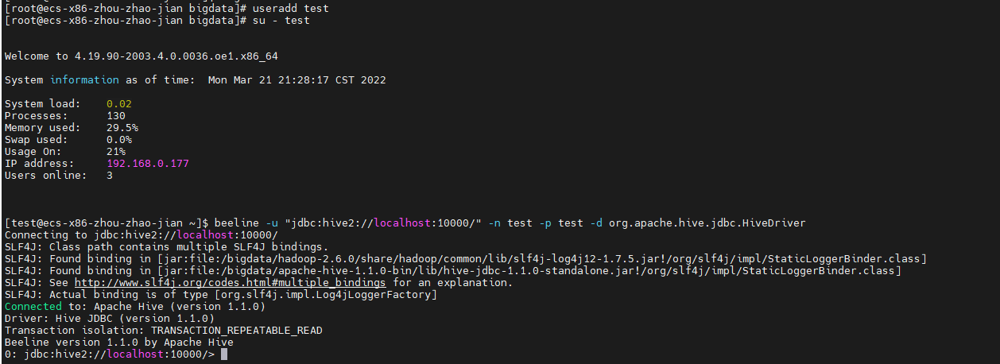 [root@ecs-x86-zhou-zhao-jian bigdata]# useradd test
[root@ecs-x86-zhou-zhao-jian bigdata]# su - test
Welcome to 4.19.90-2003.4.0.0036.oe1.x86_64
System information as of time:  Mon Mar 21 21:28:17 CST 2022
System load:    0.02
Processes:      130
Memory used:    29.5%
Swap used:      0.0%
Usage On:       21%
IP address:     192.168.0.177
Users online:   3
[test@ecs-x86-zhou-zhao-jian ~]$ beeline -u "jdbc:hive2://localhost:10000/" -n test -p test -d org.apache.hive.jdbc.HiveDriver
Connecting to jdbc:hive2://localhost:10000/
SLF4J: Class path contains multiple SLF4J bindings.
SLF4J: Found binding in [jar:file:/bigdata/hadoop-2.6.0/share/hadoop/common/lib/slf4j-log4j12-1.7.5.jar!/org/slf4j/impl/StaticLoggerBinder.class]
SLF4J: Found binding in [jar:file:/bigdata/apache-hive-1.1.0-bin/lib/hive-jdbc-1.1.0-standalone.jar!/org/slf4j/impl/StaticLoggerBinder.class]
SLF4J: See http://www.slf4j.org/codes.html#multiple_bindings for an explanation.
SLF4J: Actual binding is of type [org.slf4j.impl.Log4jLoggerFactory]
Connected to: Apache Hive (version 1.1.0)
Driver: Hive JDBC (version 1.1.0)
Transaction isolation: TRANSACTION_REPEATABLE_READ
Beeline version 1.1.0 by Apache Hive
0: jdbc:hive2://localhost:10000/>